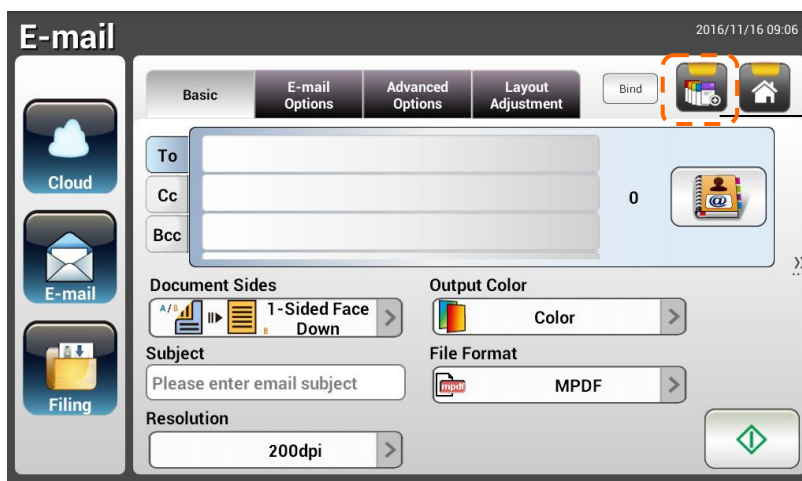 E-mail
2016/11/16 09:06
Basic
E-mail
Options
Advanced
Options
Layout
Adjustment
Bind
Cloud
E-mail
Filing
To
Cc
Bcc
0
@
Document Sides
A/B
B
1-Sided Face
Down
Output Color
Color
Subject
Please enter email subject
File Format
mpdf
MPDF
Resolution
200dpi